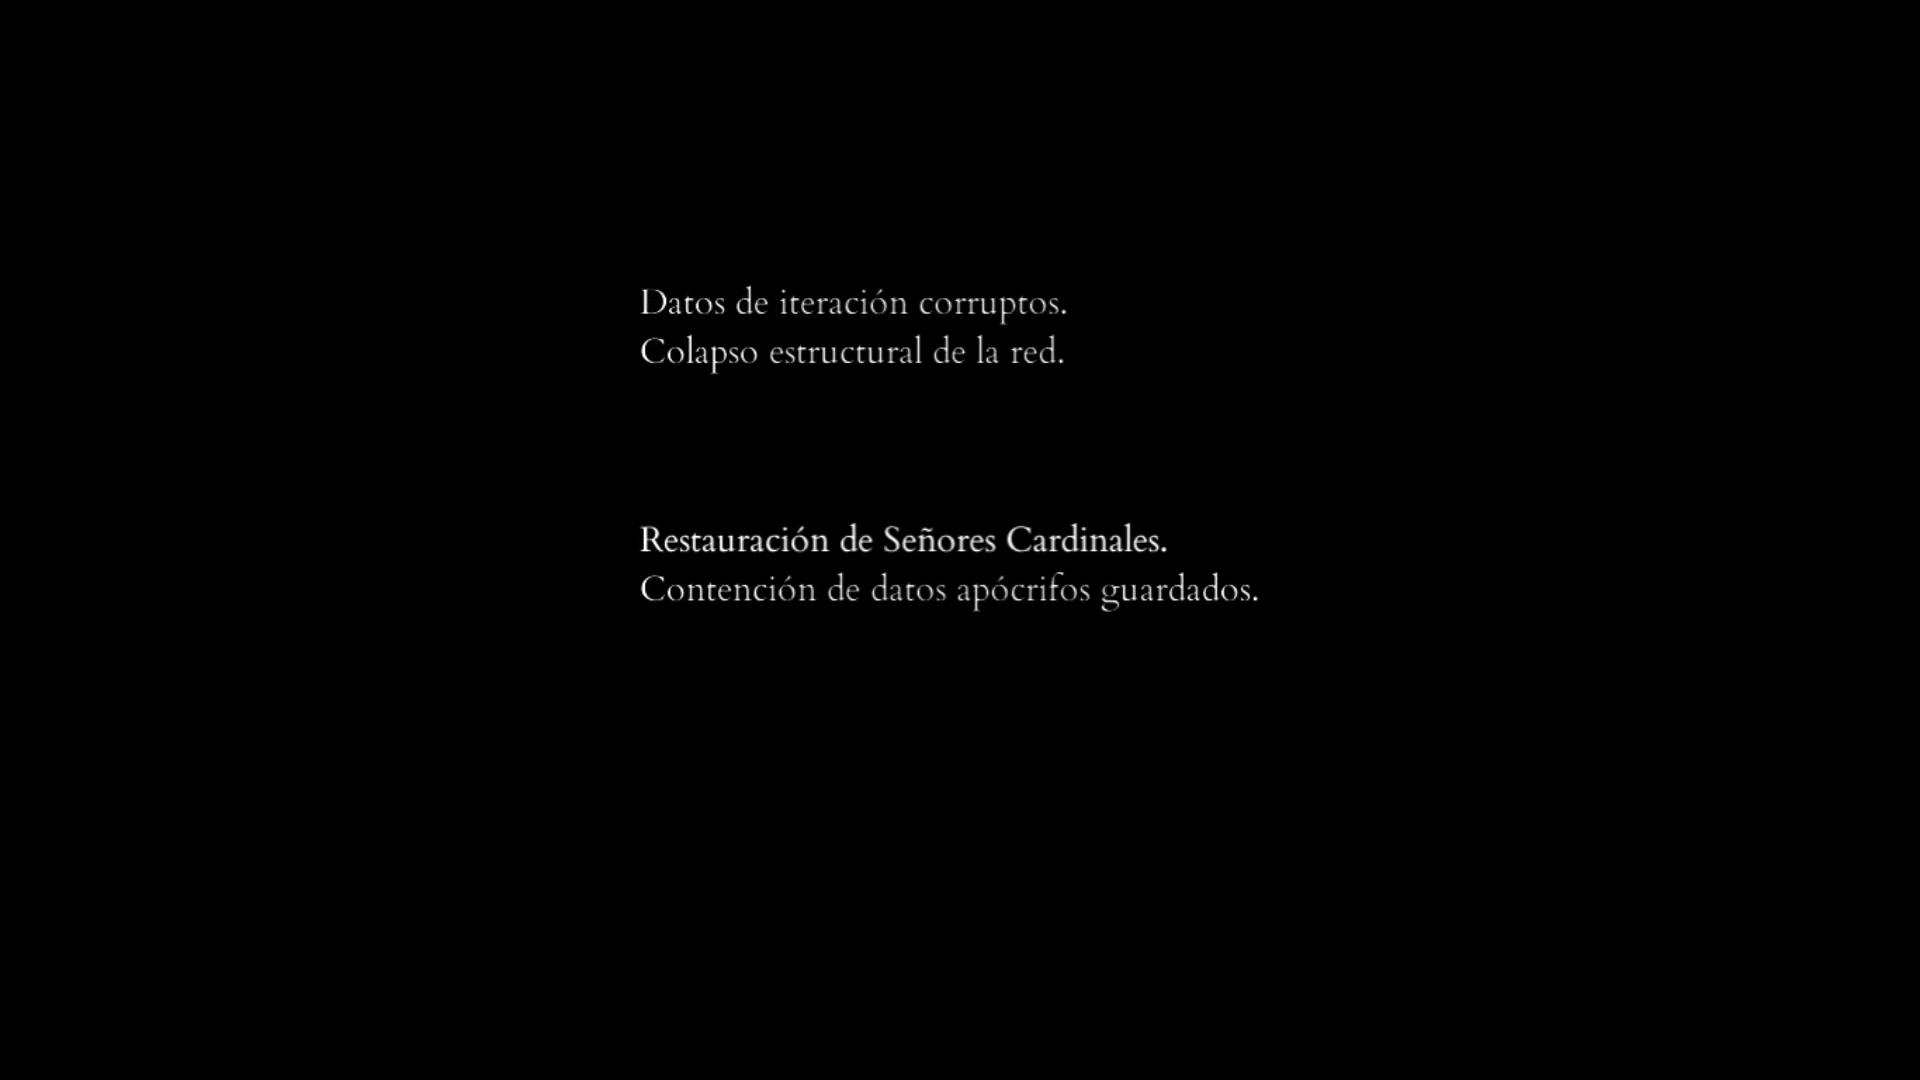 Datos de iteración corruptos.
Colapso estructural de la red.
Restauración de Señores Cardinales.
Contención de datos apócrifos guardados.